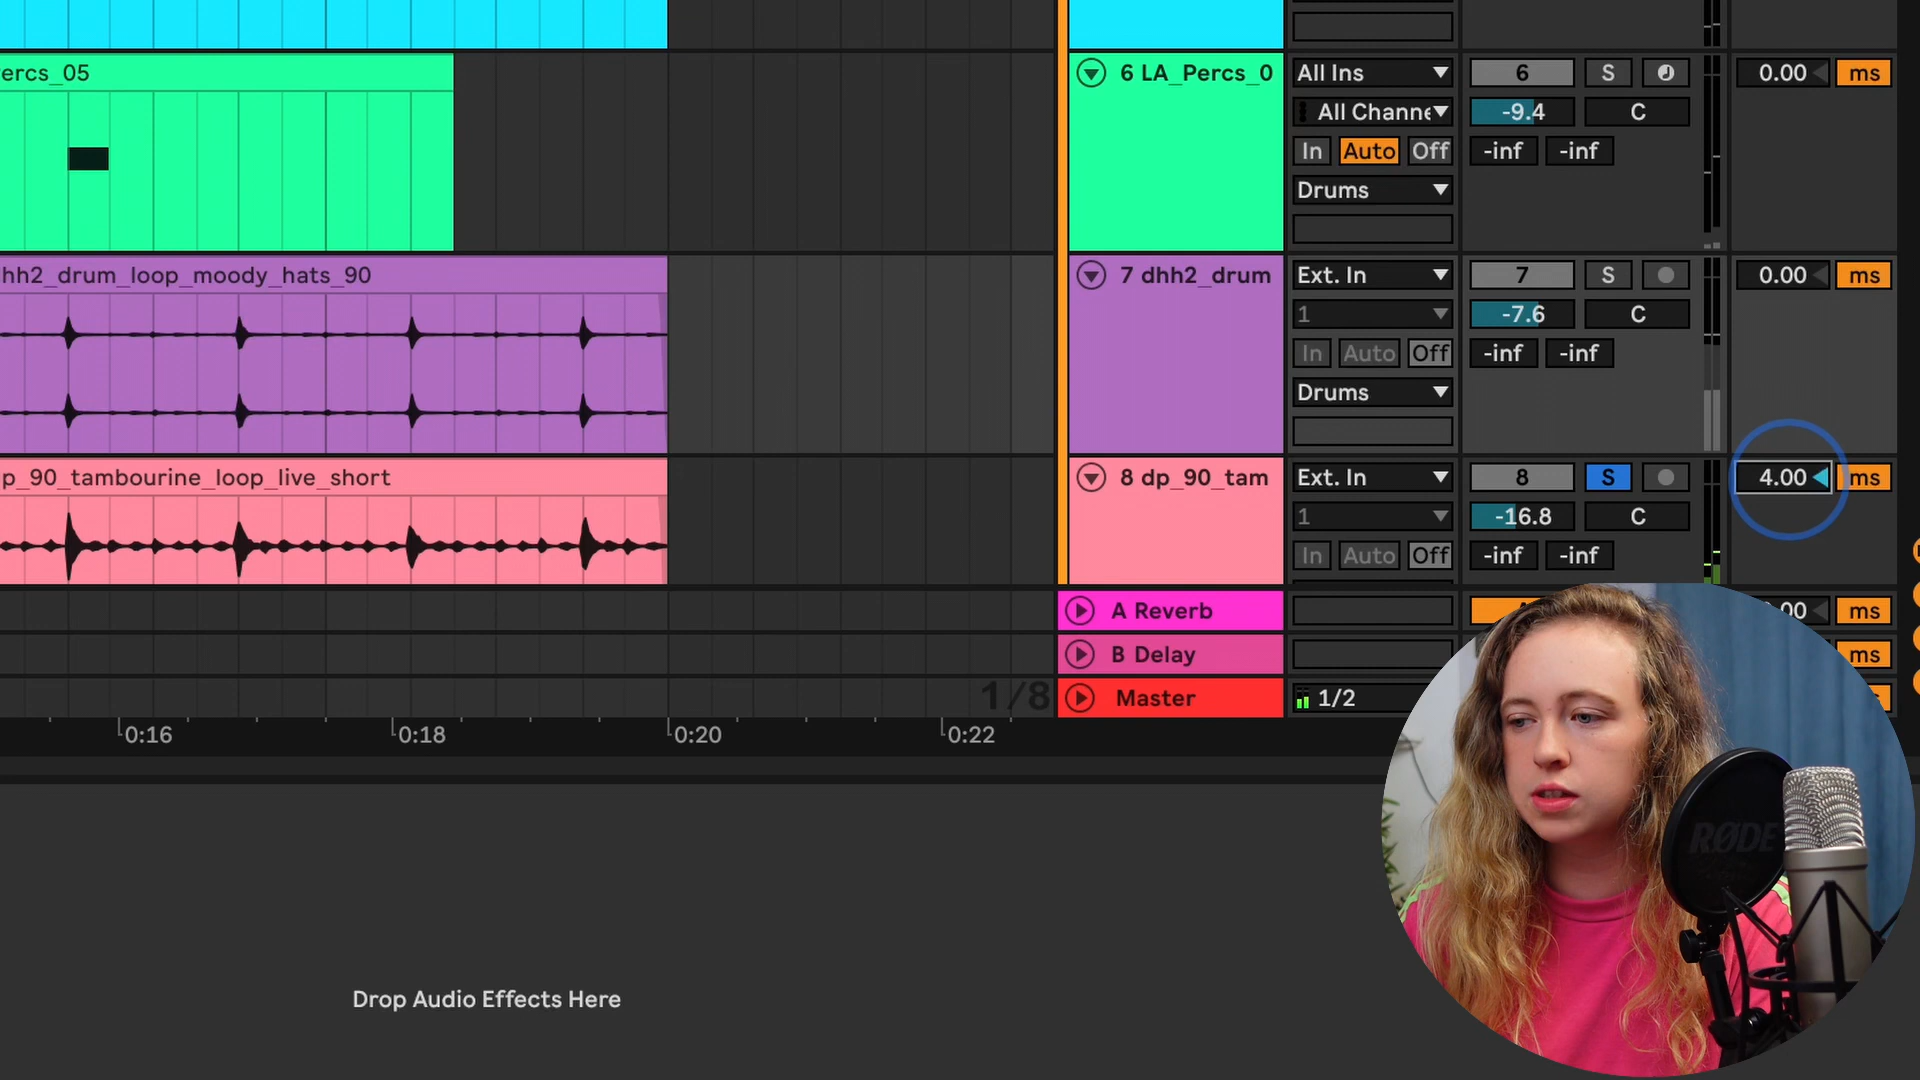 ercs_05
6 LA_Percs_0
All Ins
6
S
0.00
ms
All Channe
-9.4
C
In
Auto
Off
-inf
-inf
Drums
hh2_drum_loop_moody_hats_90
7 dhh2_drum
Ext. In
7
S
0.00
ms
1
-7.6
C
In
Auto
Off
-inf
-inf
Drums
p_90_tambourine_loop_live_short
8 dp_90_tam
Ext. In
8
S
4.00
ms
1
-16.8
C
In
Auto
Off
-inf
-inf
A Reverb
00
ms
B Delay
ms
1/8
Master
1/2
0:16
0:18
0:20
0:22
RØDE
Drop Audio Effects Here